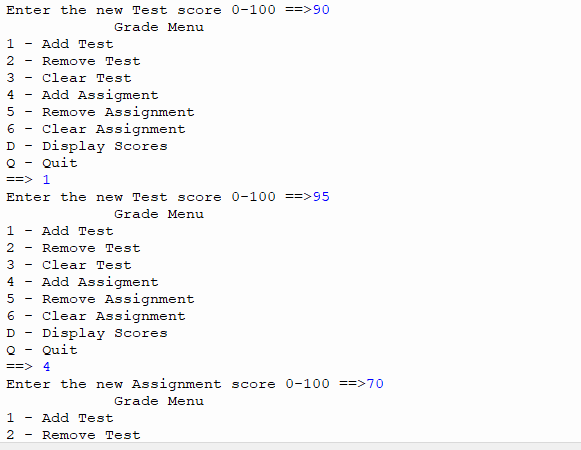 Enter the new Test score 0-100 ==>90
Grade Menu
1 - Add Test
2 - Remove Test
3 - Clear Test
4 - Add Assigment
5 - Remove Assignment
6 - Clear Assignment
D - Display Scores
Q - Quit
==> 1
Enter the new Test score 0-100 ==>95
Grade Menu
1 - Add Test
2 - Remove Test
3 - Clear Test
4 - Add Assigment
5 - Remove Assignment
6 - Clear Assignment
D - Display Scores
Q - Quit
==> 4
Enter the new Assignment score 0-100 ==>70
Grade Menu
1 - Add Test
2 - Remove Test